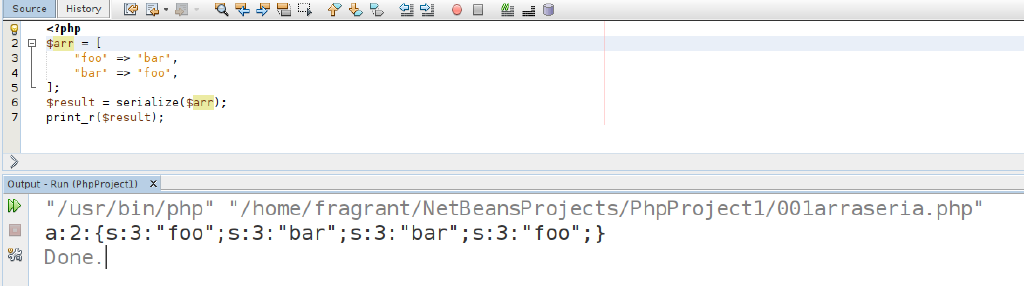 Source History
<?php
2 $arr = [
3 "foo" => "bar",
4 "bar" => "foo",
5 ];
6 $result = serialize($arr);
7 print_r($result);
Output - Run (PhpProject1) X
"/usr/bin/php" "/home/fragrant/NetBeansProjects/PhpProject1/001arraseria.php"
a:2:{s:3:"foo";s:3:"bar";s:3:"bar";s:3:"foo";}
Done.